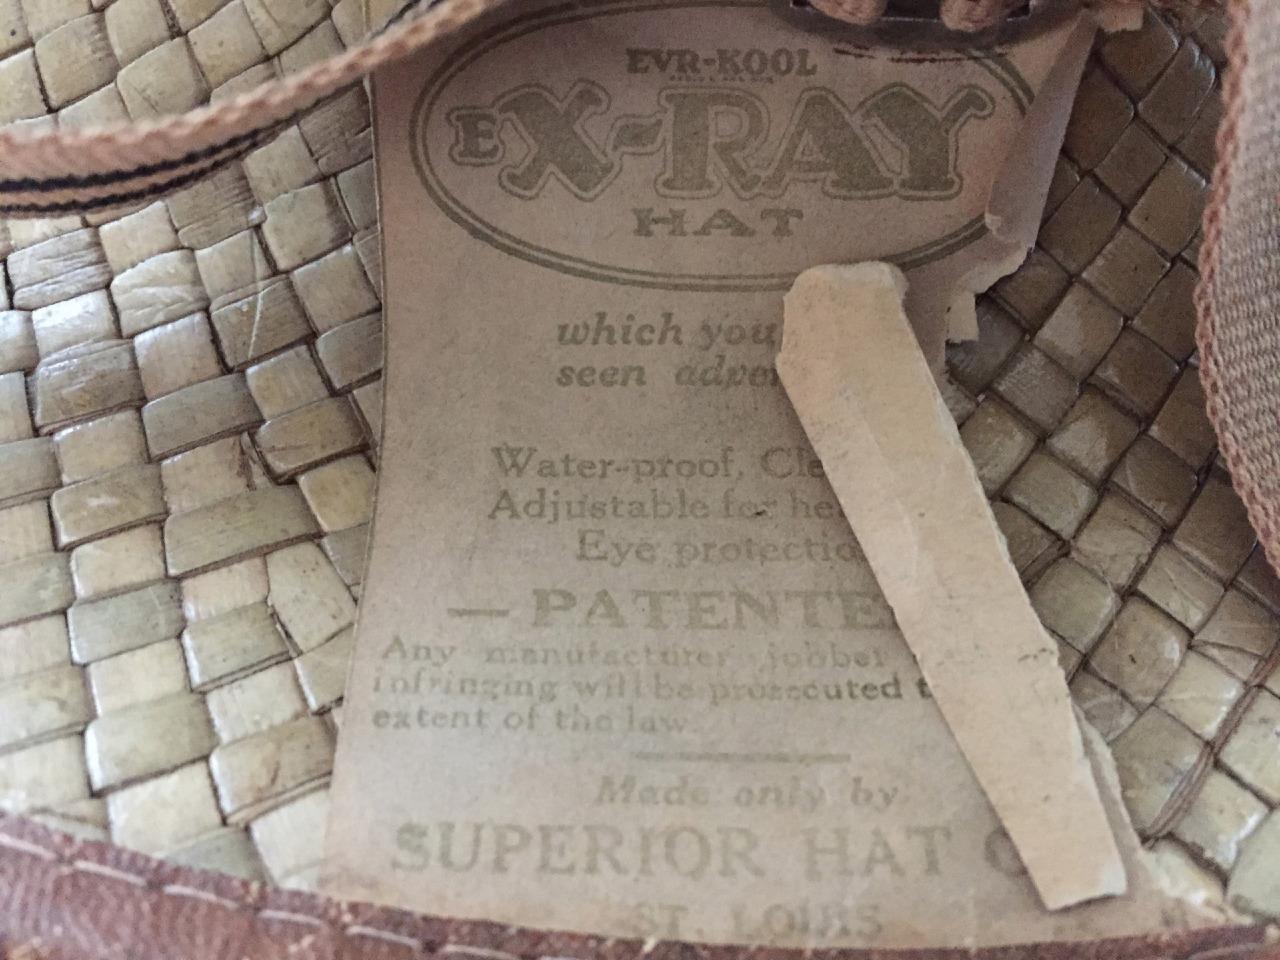 EVR-KOOL
EX-RAY
HAT
which you
seen adver
Water-proof, Cle
Adjustable for he
Eye protectio
— PATENTE
Any manufacturer jobber
infringing will be prosecuted t
extent of the law.
Made only by
SUPERIOR HAT C
ST. LOUIS